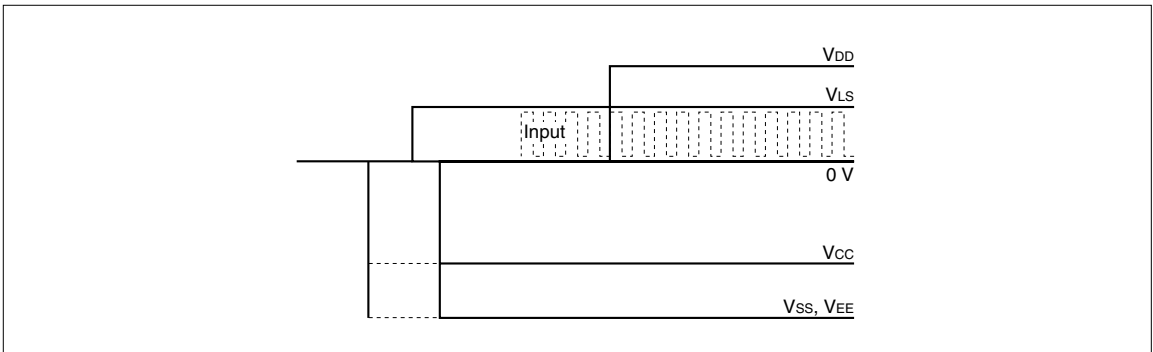 VDD
VLS
Input
0 V
VCC
VSS, VEE